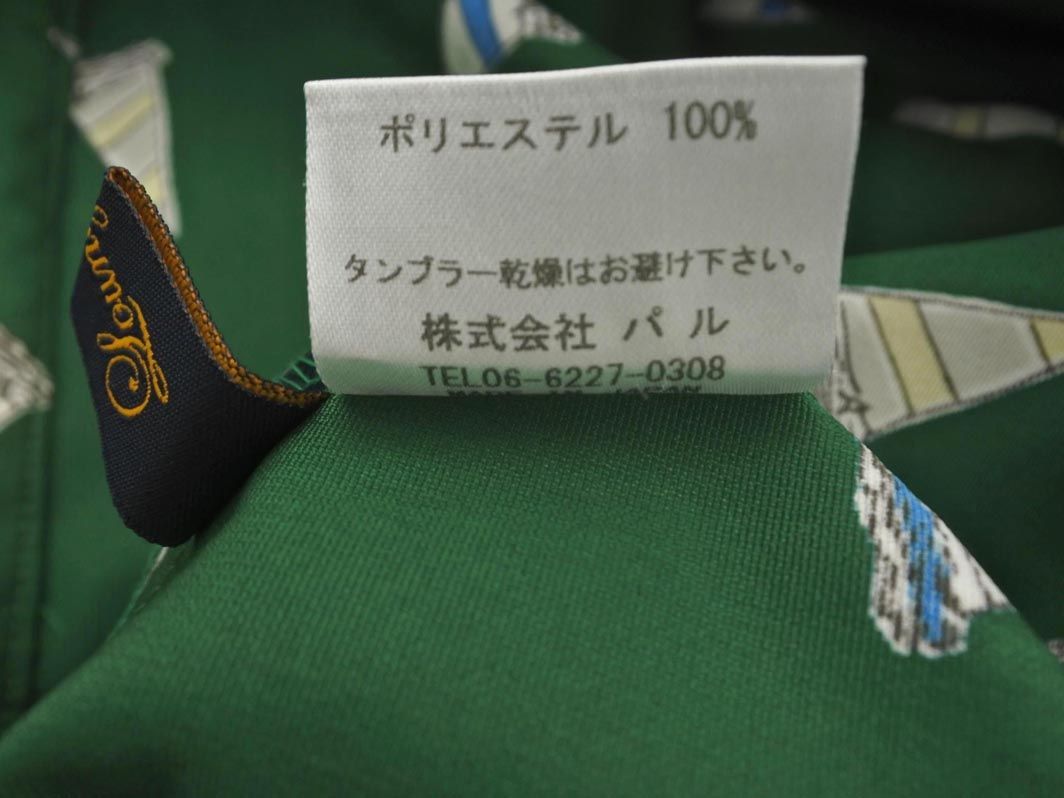 ポリエステル 100%
タンブラー乾燥はお避け下さい。
株式会社 パル
TEL06-6227-0308